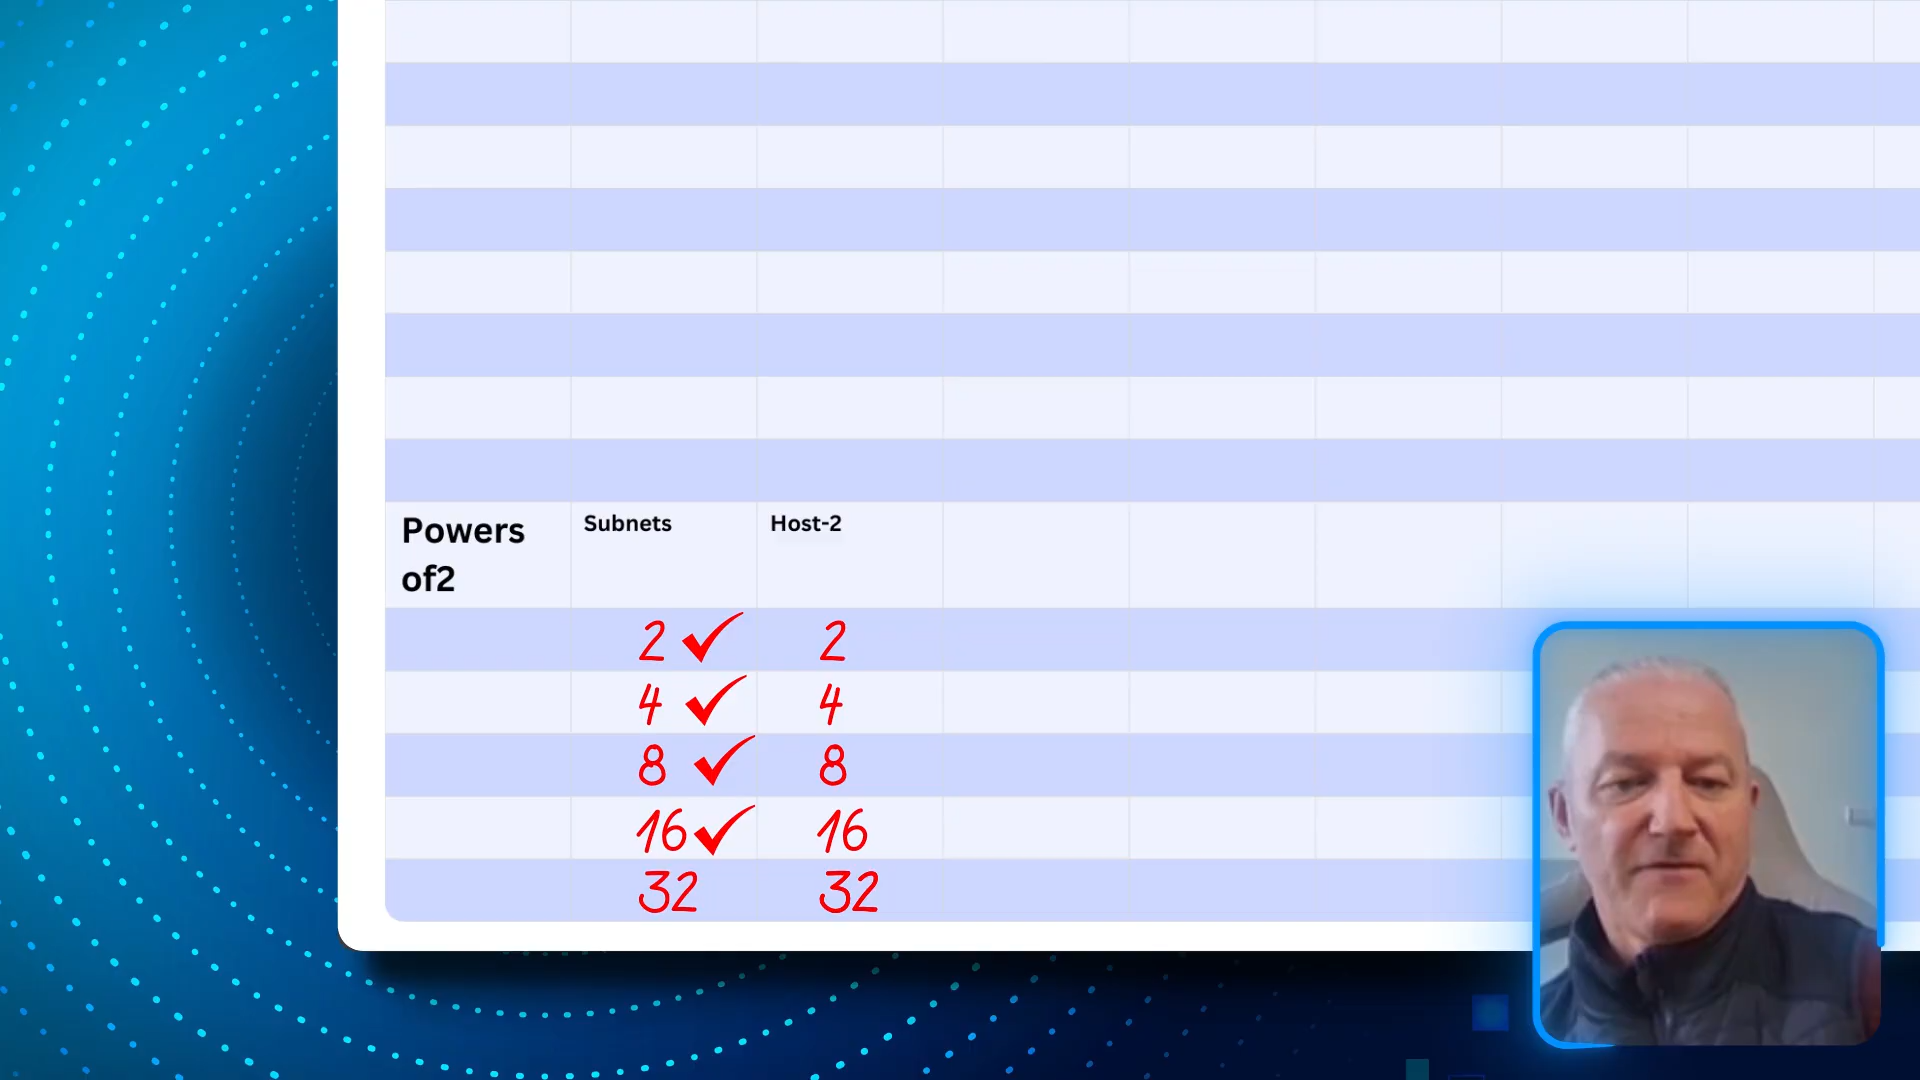 Powers of2 Subnets Host-2
2 ✓ 2
4 ✓ 4
8 ✓ 8
16 ✓ 16
32 32